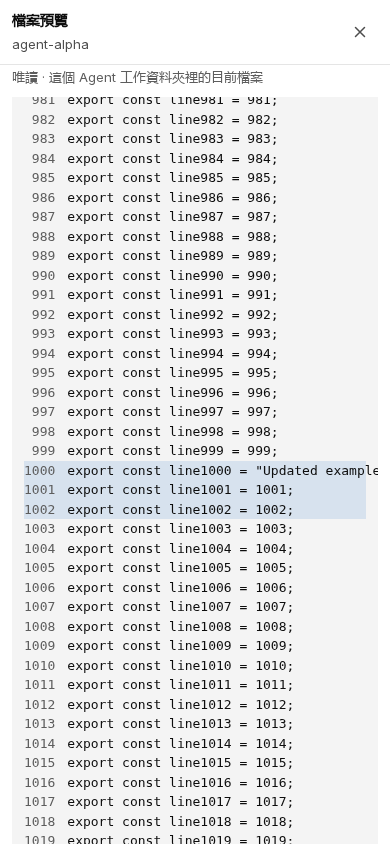 檔案預覽
agent-alpha
唯讀 · 這個 Agent 工作資料夾裡的目前檔案
981 export const line981 = 981;
982 export const line982 = 982;
983 export const line983 = 983;
984 export const line984 = 984;
985 export const line985 = 985;
986 export const line986 = 986;
987 export const line987 = 987;
988 export const line988 = 988;
989 export const line989 = 989;
990 export const line990 = 990;
991 export const line991 = 991;
992 export const line992 = 992;
993 export const line993 = 993;
994 export const line994 = 994;
995 export const line995 = 995;
996 export const line996 = 996;
997 export const line997 = 997;
998 export const line998 = 998;
999 export const line999 = 999;
1000 export const line1000 = "Updated example
1001 export const line1001 = 1001;
1002 export const line1002 = 1002;
1003 export const line1003 = 1003;
1004 export const line1004 = 1004;
1005 export const line1005 = 1005;
1006 export const line1006 = 1006;
1007 export const line1007 = 1007;
1008 export const line1008 = 1008;
1009 export const line1009 = 1009;
1010 export const line1010 = 1010;
1011 export const line1011 = 1011;
1012 export const line1012 = 1012;
1013 export const line1013 = 1013;
1014 export const line1014 = 1014;
1015 export const line1015 = 1015;
1016 export const line1016 = 1016;
1017 export const line1017 = 1017;
1018 export const line1018 = 1018;
1019 export const line1019 = 1019;